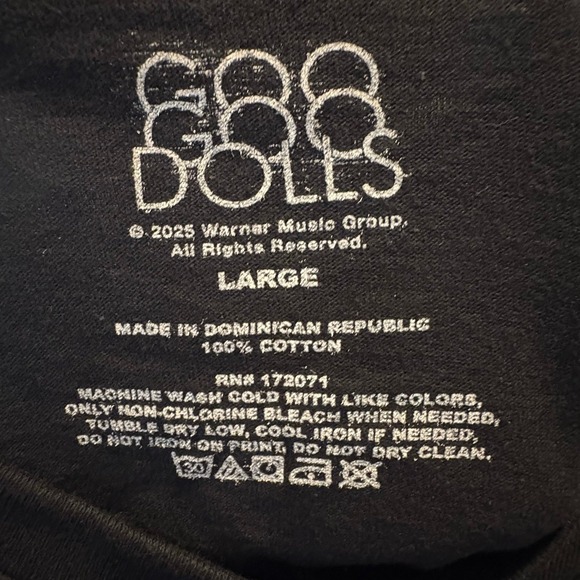 GOO
GOO
DOLLS
© 2025 Warner Music Group.
All Rights Reserved.
LARGE
MADE IN DOMINICAN REPUBLIC
100% COTTON
RN# 172071
MACHINE WASH COLD WITH LIKE COLORS,
ONLY NON-CHLORINE BLEACH WHEN NEEDED,
TUMBLE DRY LOW, COOL IRON IF NEEDED,
DO NOT IRON ON PRINT, DO NOT DRY CLEAN.
30